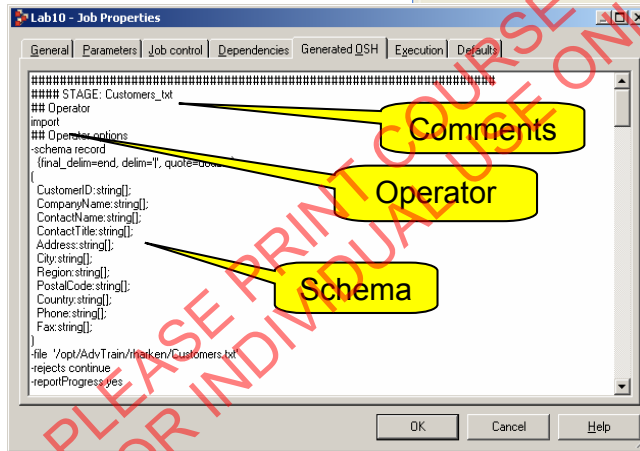 Lab10 - Job Properties
General Parameters Job control Dependencies Generated OSH Execution Defaults
##### STAGE: Customers_txt
## Operator
import
## Operator options
-schema record
{final_delim=end, delim='|', quote=
(
CustomerID:string[];
CompanyName:string[];
ContactName:string[];
ContactTitle:string[];
Address:string[];
City:string[];
Region:string[];
PostalCode:string[];
Country:string[];
Phone:string[];
Fax:string[];
)
-file '/opt/AdvTrain/rharken/Customers.txt'
-rejects continue
-reportProgress yes
Comments
Operator
Schema
OK Cancel Help
PLEASE PRINT COURSE
FOR INDIVIDUAL USE ONL